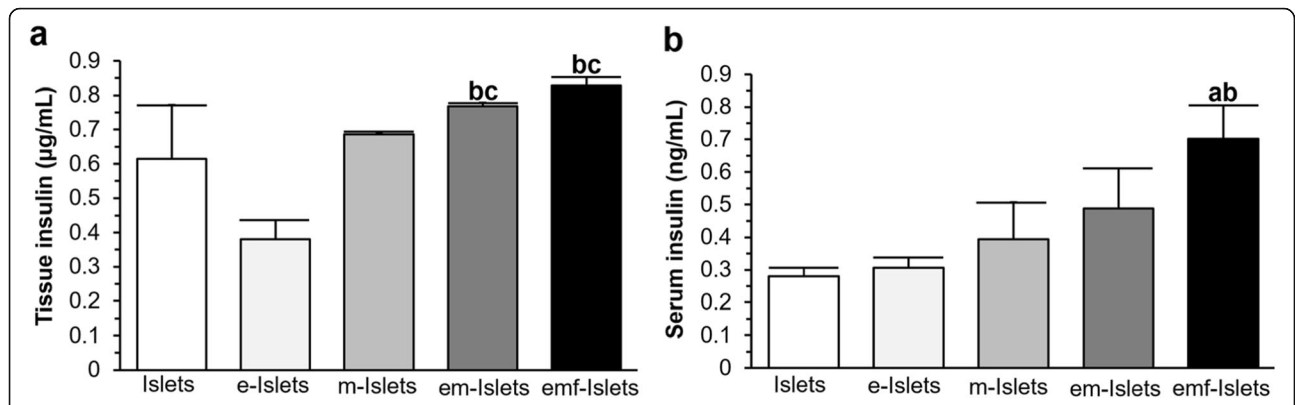 a
Tissue insulin (µg/mL)
0.9
0.8
0.7
0.6
0.5
0.4
0.3
0.2
0.1
0
bc
bc
Islets
e-Islets
m-Islets
em-Islets
emf-Islets
b
Serum insulin (ng/mL)
0.9
0.8
0.7
0.6
0.5
0.4
0.3
0.2
0.1
0
ab
Islets
e-Islets
m-Islets
em-Islets
emf-Islets